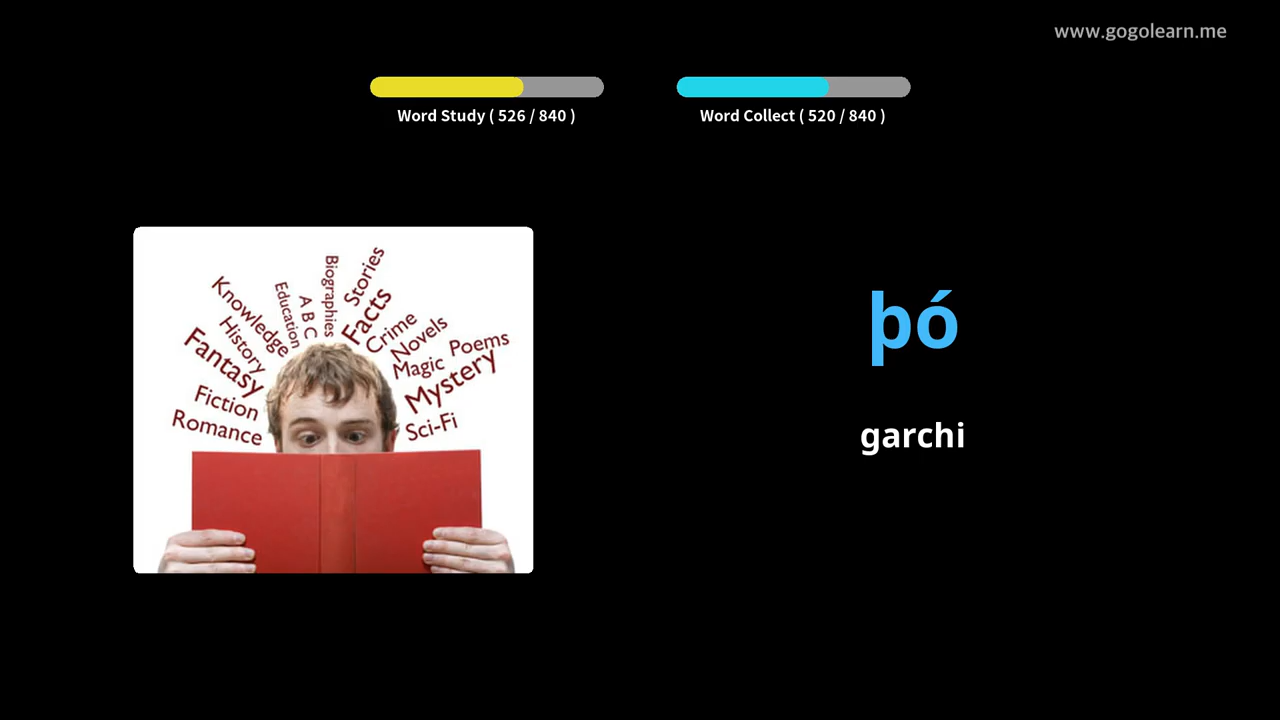 www.gogolearn.me
Word Study ( 526 / 840 )
Word Collect ( 520 / 840 )
Biographies
Stories
Education
A B C
Facts
Knowledge
Crime
History
Novels
Fantasy
Magic
Poems
Mystery
Fiction
Romance
Sci-Fi
þó
garchi